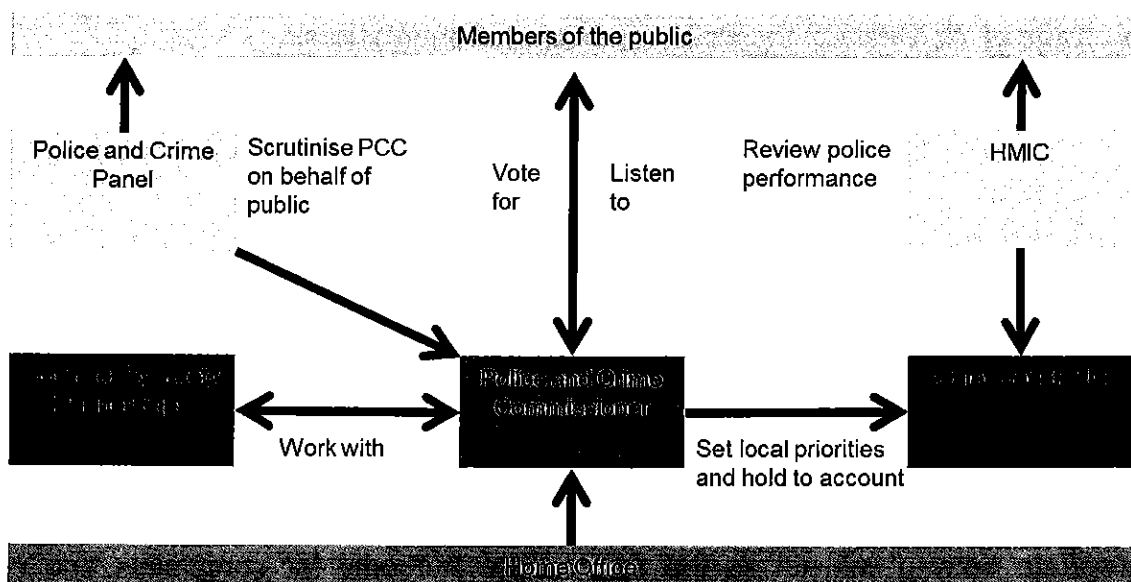 Members of the public
Police and Crime
Panel
Scrutinise PCC
on behalf of
public
Vote
for
Listen
to
Review police
performance
HMIC
Police and Crime
Commissioner
Work with
Set local priorities
and hold to account
Home Office